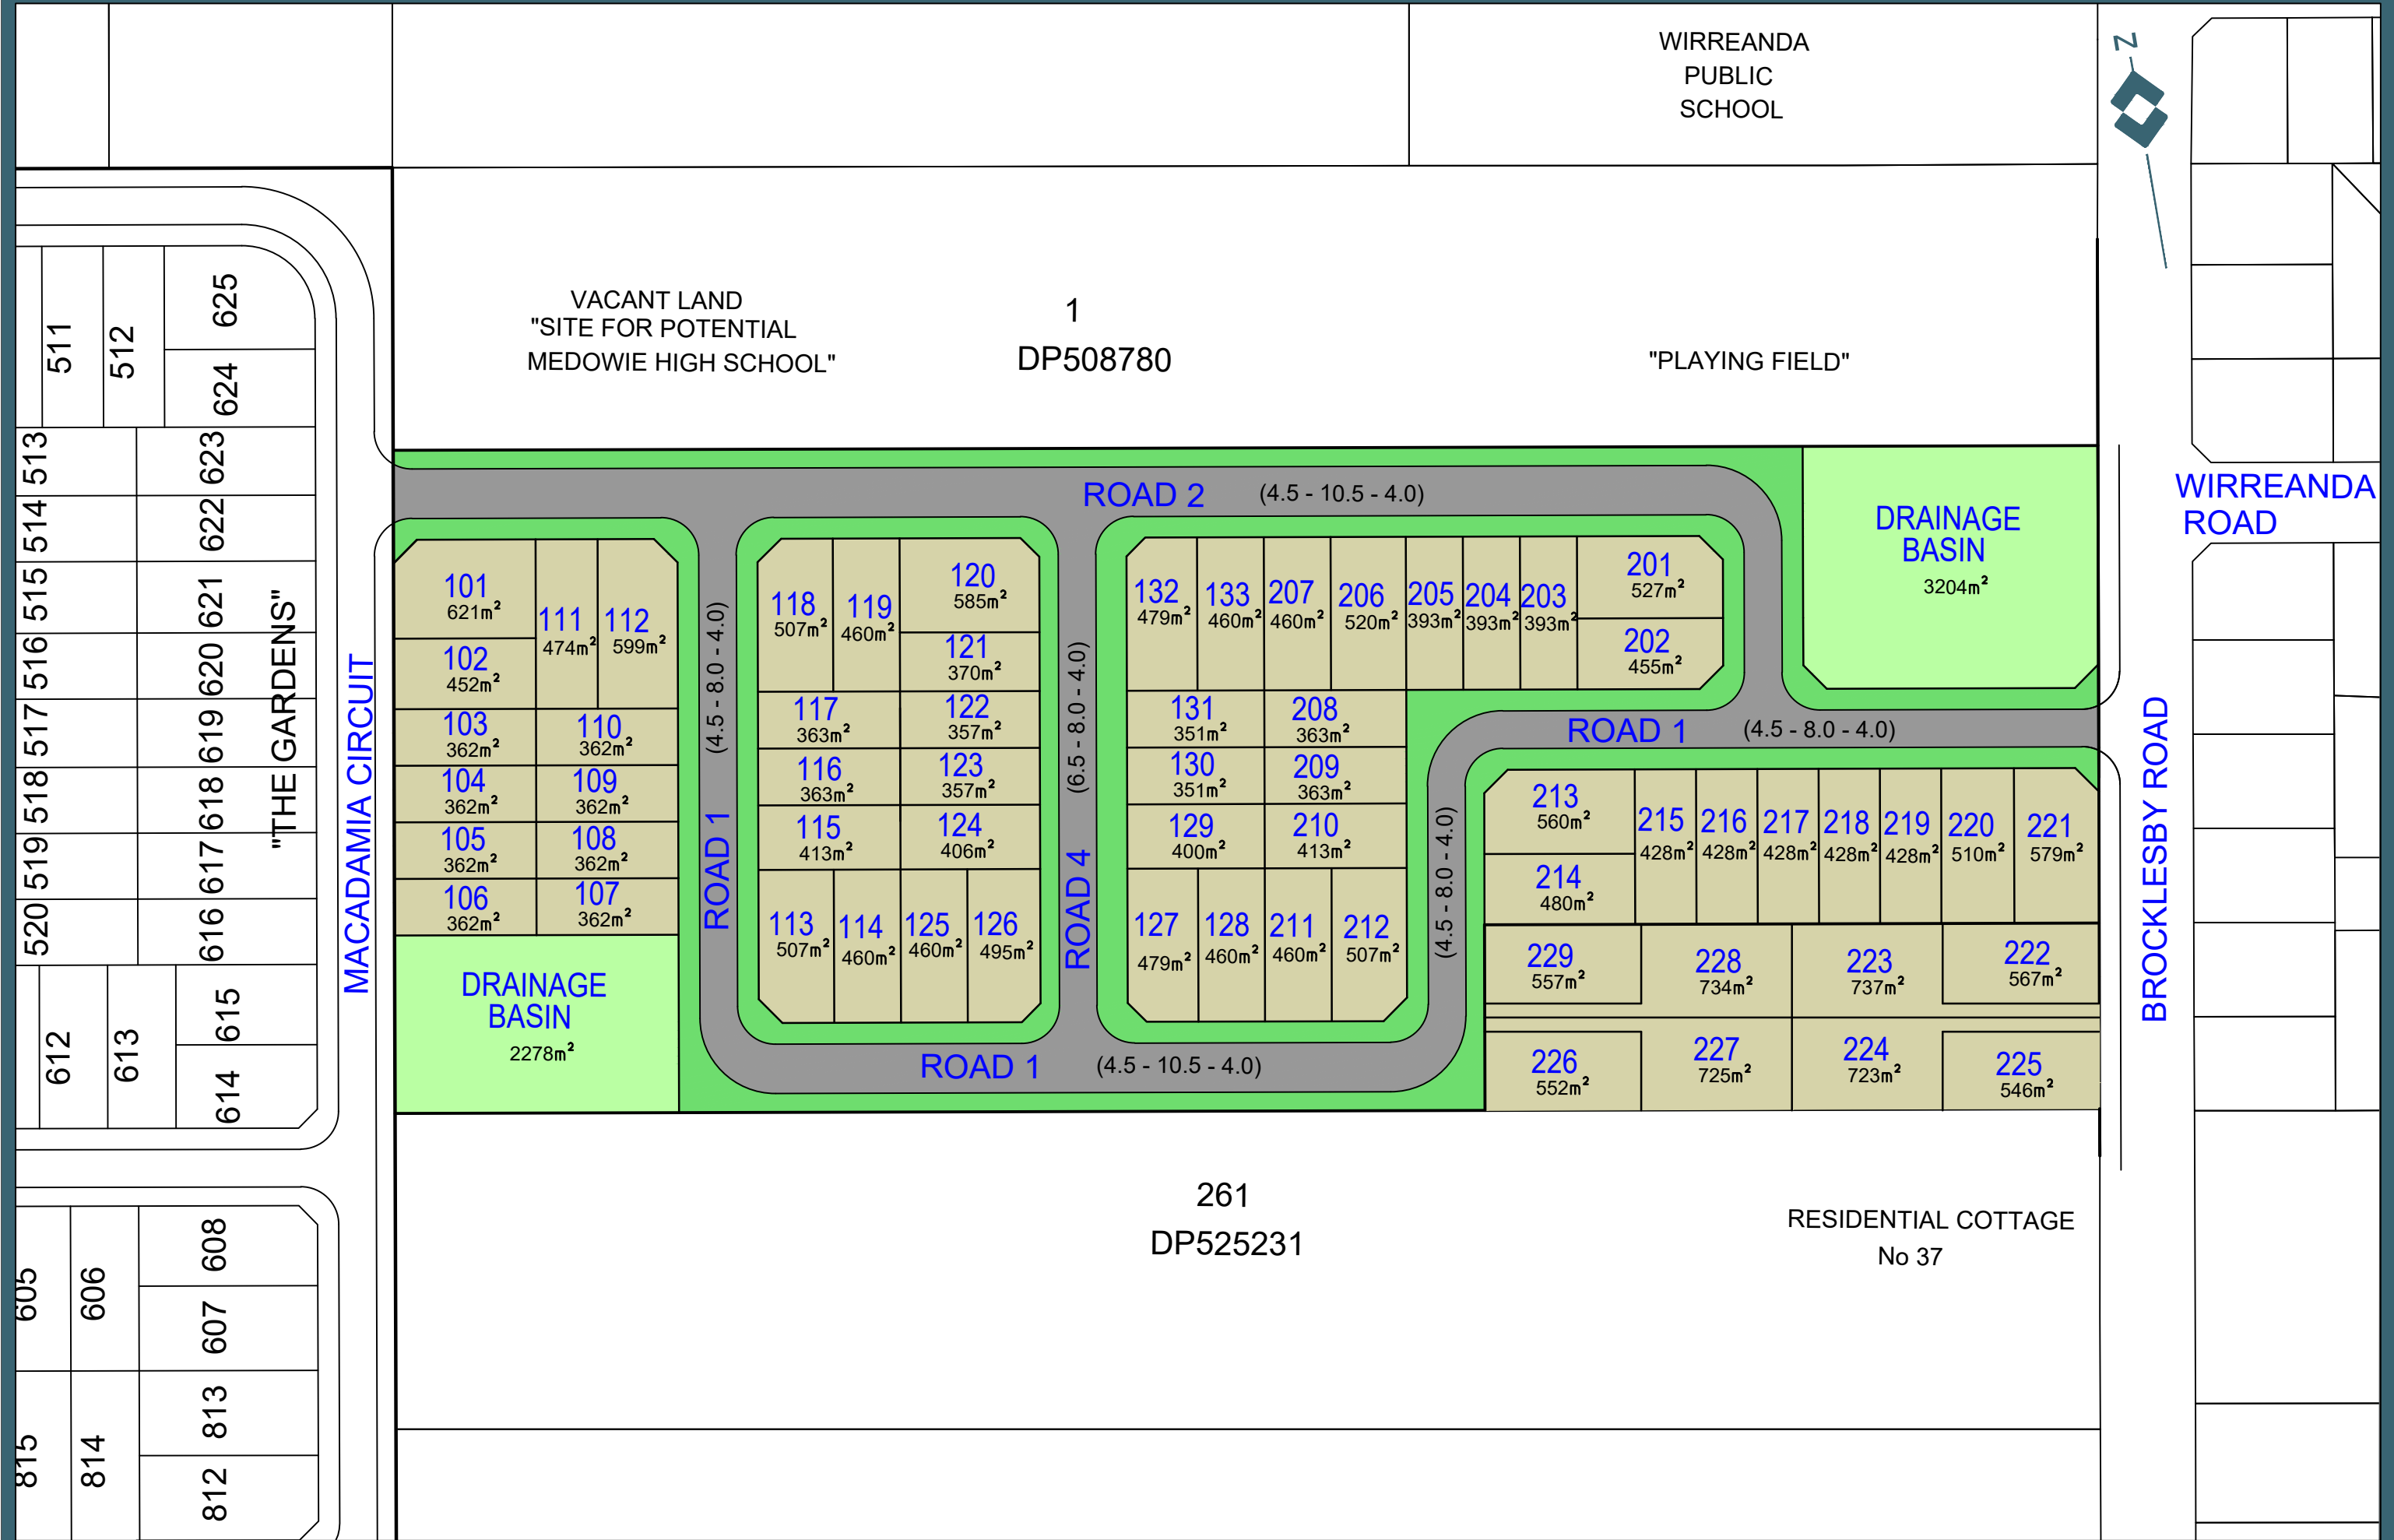 WIRREANDA
PUBLIC
SCHOOL
Z
VACANT LAND
"SITE FOR POTENTIAL
MEDOWIE HIGH SCHOOL"
1
DP508780
"PLAYING FIELD"
511
512
625
624
513
623
514
622
515
621
516
620
517
619
518
618
519
617
520
616
612
613
615
614
"THE GARDENS"
MACADAMIA CIRCUIT
605
606
608
607
815
814
813
812
ROAD 2 (4.5 - 10.5 - 4.0)
WIRREANDA
ROAD
DRAINAGE
BASIN
3204m²
101
621m²
102
452m²
111
474m²
112
599m²
103
362m²
110
362m²
104
362m²
109
362m²
105
362m²
108
362m²
106
362m²
107
362m²
DRAINAGE
BASIN
2278m²
ROAD 1
(4.5 - 8.0 - 4.0)
118
507m²
119
460m²
120
585m²
121
370m²
117
363m²
122
357m²
116
363m²
123
357m²
115
413m²
124
406m²
113
507m²
114
460m²
125
460m²
126
495m²
ROAD 4
(6.5 - 8.0 - 4.0)
132
479m²
133
460m²
207
460m²
206
520m²
205
393m²
204
393m²
203
393m²
201
527m²
202
455m²
131
351m²
208
363m²
130
351m²
209
363m²
129
400m²
210
413m²
127
479m²
128
460m²
211
460m²
212
507m²
(4.5 - 8.0 - 4.0)
ROAD 1 (4.5 - 8.0 - 4.0)
213
560m²
214
480m²
215
428m²
216
428m²
217
428m²
218
428m²
219
428m²
220
510m²
221
579m²
229
557m²
228
734m²
223
737m²
222
567m²
226
552m²
227
725m²
224
723m²
225
546m²
BROCKLESBY ROAD
ROAD 1 (4.5 - 10.5 - 4.0)
261
DP525231
RESIDENTIAL COTTAGE
No 37